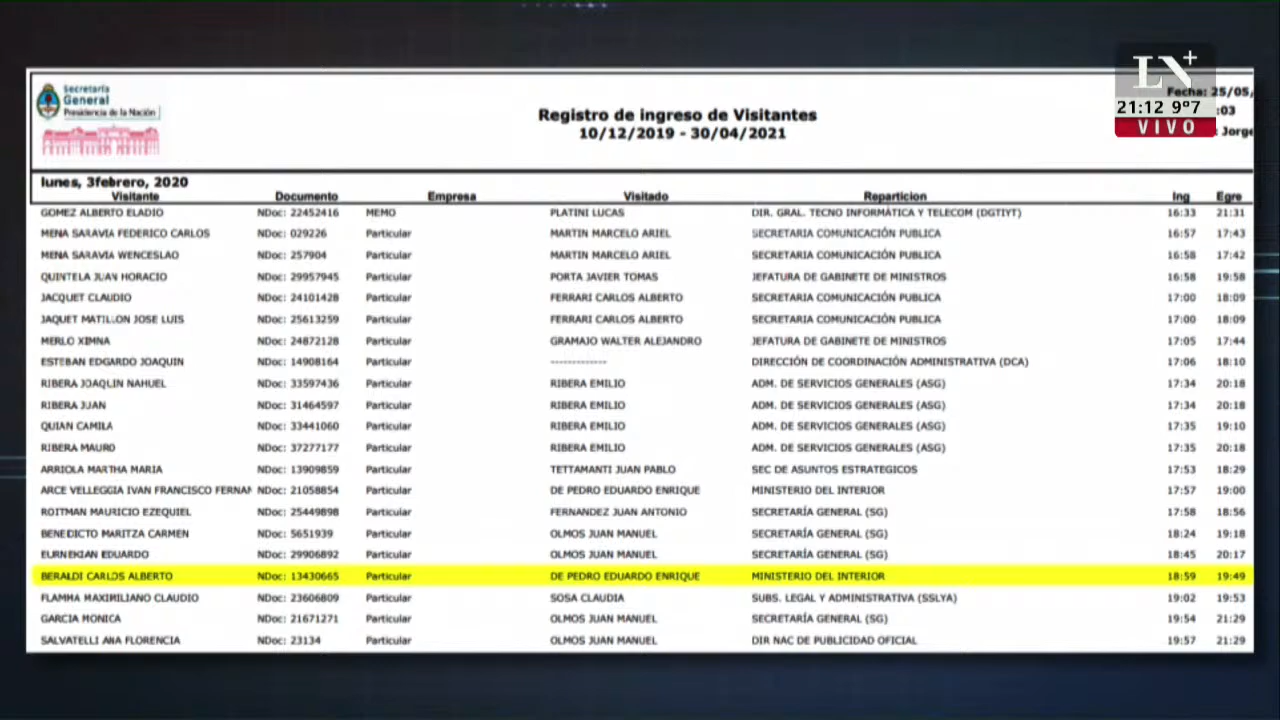 LN+
21:12 9º7
VIVO
Secretaría
General
Presidencia de la Nación
Registro de ingreso de Visitantes
10/12/2019 - 30/04/2021
Fecha: 25/05/
:03
: Jorge
lunes, 3febrero, 2020
Visitante Documento Empresa Visitado Reparticion Ing Egre
GOMEZ ALBERTO ELADIO NDoc: 22452416 MEMO PLATINI LUCAS DIR. GRAL. TECNO INFORMÁTICA Y TELECOM (DGTIYT) 16:33 21:31
MENA SARAVIA FEDERICO CARLOS NDoc: 029226 Particular MARTIN MARCELO ARIEL SECRETARIA COMUNICACIÓN PUBLICA 16:57 17:43
MENA SARAVIA WENCESLAO NDoc: 257904 Particular MARTIN MARCELO ARIEL SECRETARIA COMUNICACIÓN PUBLICA 16:58 17:42
QUINTELA JUAN HORACIO NDoc: 29957945 Particular PORTA JAVIER TOMAS JEFATURA DE GABINETE DE MINISTROS 16:58 19:58
JACQUET CLAUDIO NDoc: 24101428 Particular FERRARI CARLOS ALBERTO SECRETARIA COMUNICACIÓN PUBLICA 17:00 18:09
JAQUET MATILLON JOSE LUIS NDoc: 25613259 Particular FERRARI CARLOS ALBERTO SECRETARIA COMUNICACIÓN PUBLICA 17:00 18:09
MERLO XIMNA NDoc: 24872128 Particular GRAMAJO WALTER ALEJANDRO JEFATURA DE GABINETE DE MINISTROS 17:05 17:44
ESTEBAN EDGARDO JOAQUIN NDoc: 14908164 Particular ------------- DIRECCIÓN DE COORDINACIÓN ADMINISTRATIVA (DCA) 17:06 18:10
RIBERA JOAQLIN NAHUEL NDoc: 33597436 Particular RIBERA EMILIO ADM. DE SERVICIOS GENERALES (ASG) 17:34 20:18
RIBERA JUAN NDoc: 31464597 Particular RIBERA EMILIO ADM. DE SERVICIOS GENERALES (ASG) 17:34 20:18
QUIAN CAMILA NDoc: 33441060 Particular RIBERA EMILIO ADM. DE SERVICIOS GENERALES (ASG) 17:35 19:10
RIBERA MAURO NDoc: 37277177 Particular RIBERA EMILIO ADM. DE SERVICIOS GENERALES (ASG) 17:35 20:18
ARRIOLA MARTHA MARIA NDoc: 13909859 Particular TETTAMANTI JUAN PABLO SEC DE ASUNTOS ESTRATEGICOS 17:53 18:29
ARCE VELLEGGIA IVAN FRANCISCO FERNAN NDoc: 21058854 Particular DE PEDRO EDUARDO ENRIQUE MINISTERIO DEL INTERIOR 17:57 19:00
ROITMAN MAURICIO EZEQUIEL NDoc: 25449898 Particular FERNANDEZ JUAN ANTONIO SECRETARÍA GENERAL (SG) 17:58 18:56
BENEDICTO MARITZA CARMEN NDoc: 5651939 Particular OLMOS JUAN MANUEL SECRETARÍA GENERAL (SG) 18:24 19:18
EURNEKIAN EDUARDO NDoc: 29906892 Particular OLMOS JUAN MANUEL SECRETARÍA GENERAL (SG) 18:45 20:17
BERALDI CARLOS ALBERTO NDoc: 13430665 Particular DE PEDRO EDUARDO ENRIQUE MINISTERIO DEL INTERIOR 18:59 19:49
FLAMMA MAXIMILIANO CLAUDIO NDoc: 23606809 Particular SOSA CLAUDIA SUBS. LEGAL Y ADMINISTRATIVA (SSLYA) 19:02 19:53
GARCIA MONICA NDoc: 21671271 Particular OLMOS JUAN MANUEL SECRETARÍA GENERAL (SG) 19:54 21:29
SALVATELLI ANA FLORENCIA NDoc: 23134 Particular OLMOS JUAN MANUEL DIR NAC DE PUBLICIDAD OFICIAL 19:57 21:29